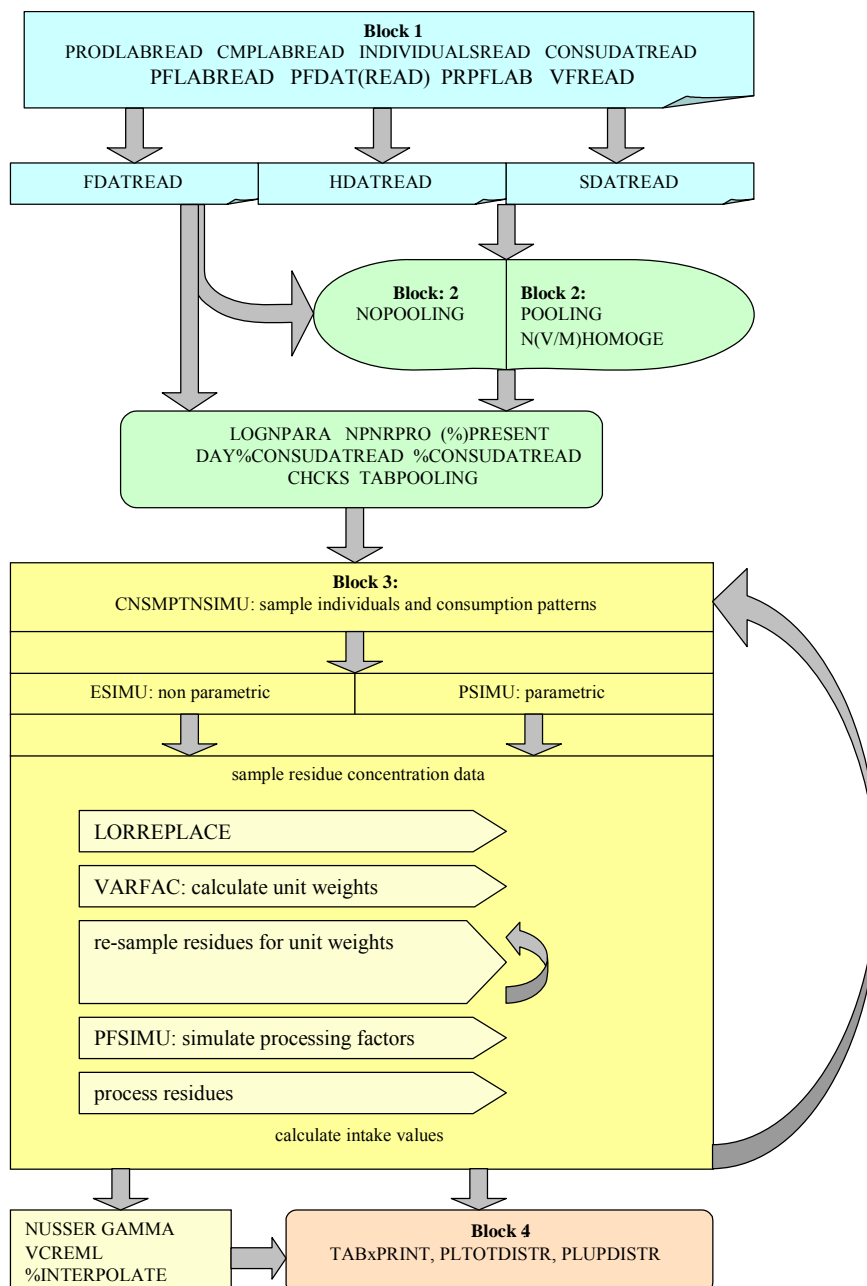 Block 1
PRODLABREAD CMPLABREAD INDIVIDUALSREAD CONSUDATREAD
PFLABREAD PFDAT(READ) PRPFLAB VFREAD
FDATREAD
HDATREAD
SDATREAD
Block: 2
NOPOOLING
Block 2:
POOLING
N(V/M)HOMOGE
LOGNPARA NPNRPRO (%)PRESENT
DAY%CONSUDATREAD %CONSUDATREAD
CHCKS TABPOOLING
Block 3:
CNSMPTNSIMU: sample individuals and consumption patterns
ESIMU: non parametric
PSIMU: parametric
sample residue concentration data
LORREPLACE
VARFAC: calculate unit weights
re-sample residues for unit weights
PFSIMU: simulate processing factors
process residues
calculate intake values
NUSSER GAMMA
VCREML
%INTERPOLATE
Block 4
TABxPRINT, PLTOTDISTR, PLUPDISTR